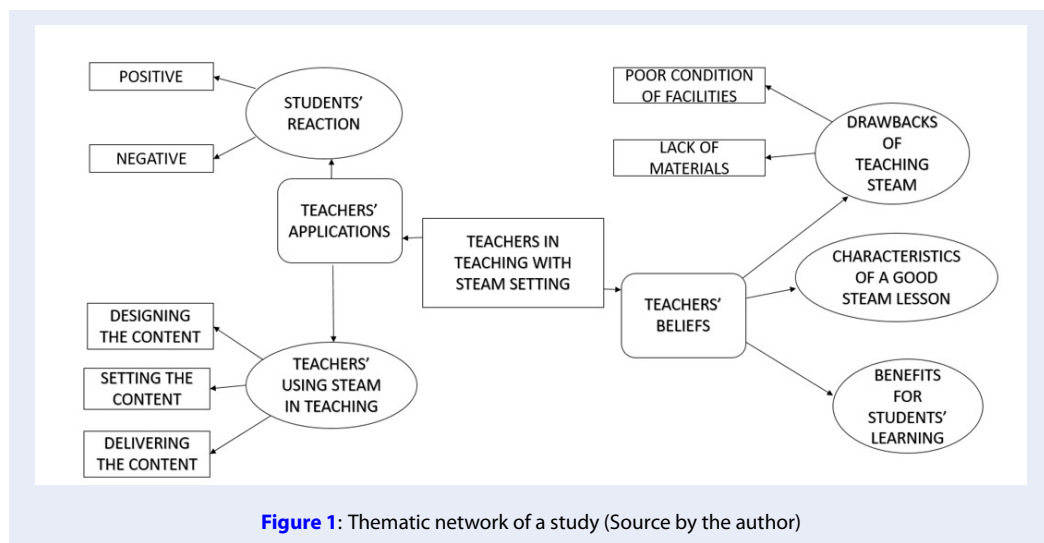 POSITIVE
NEGATIVE
STUDENTS'
REACTION
TEACHERS'
APPLICATIONS
DESIGNING
THE CONTENT
SETTING THE
CONTENT
DELIVERING
THE CONTENT
TEACHERS'
USING STEAM
IN TEACHING
TEACHERS IN
TEACHING WITH
STEAM SETTING
POOR CONDITION
OF FACILITIES
LACK OF
MATERIALS
DRAWBACKS
OF
TEACHING
STEAM
TEACHERS'
BELIEFS
CHARACTERISTICS
OF A GOOD
STEAM LESSON
BENEFITS
FOR
STUDENTS'
LEARNING
Figure 1: Thematic network of a study (Source by the author)